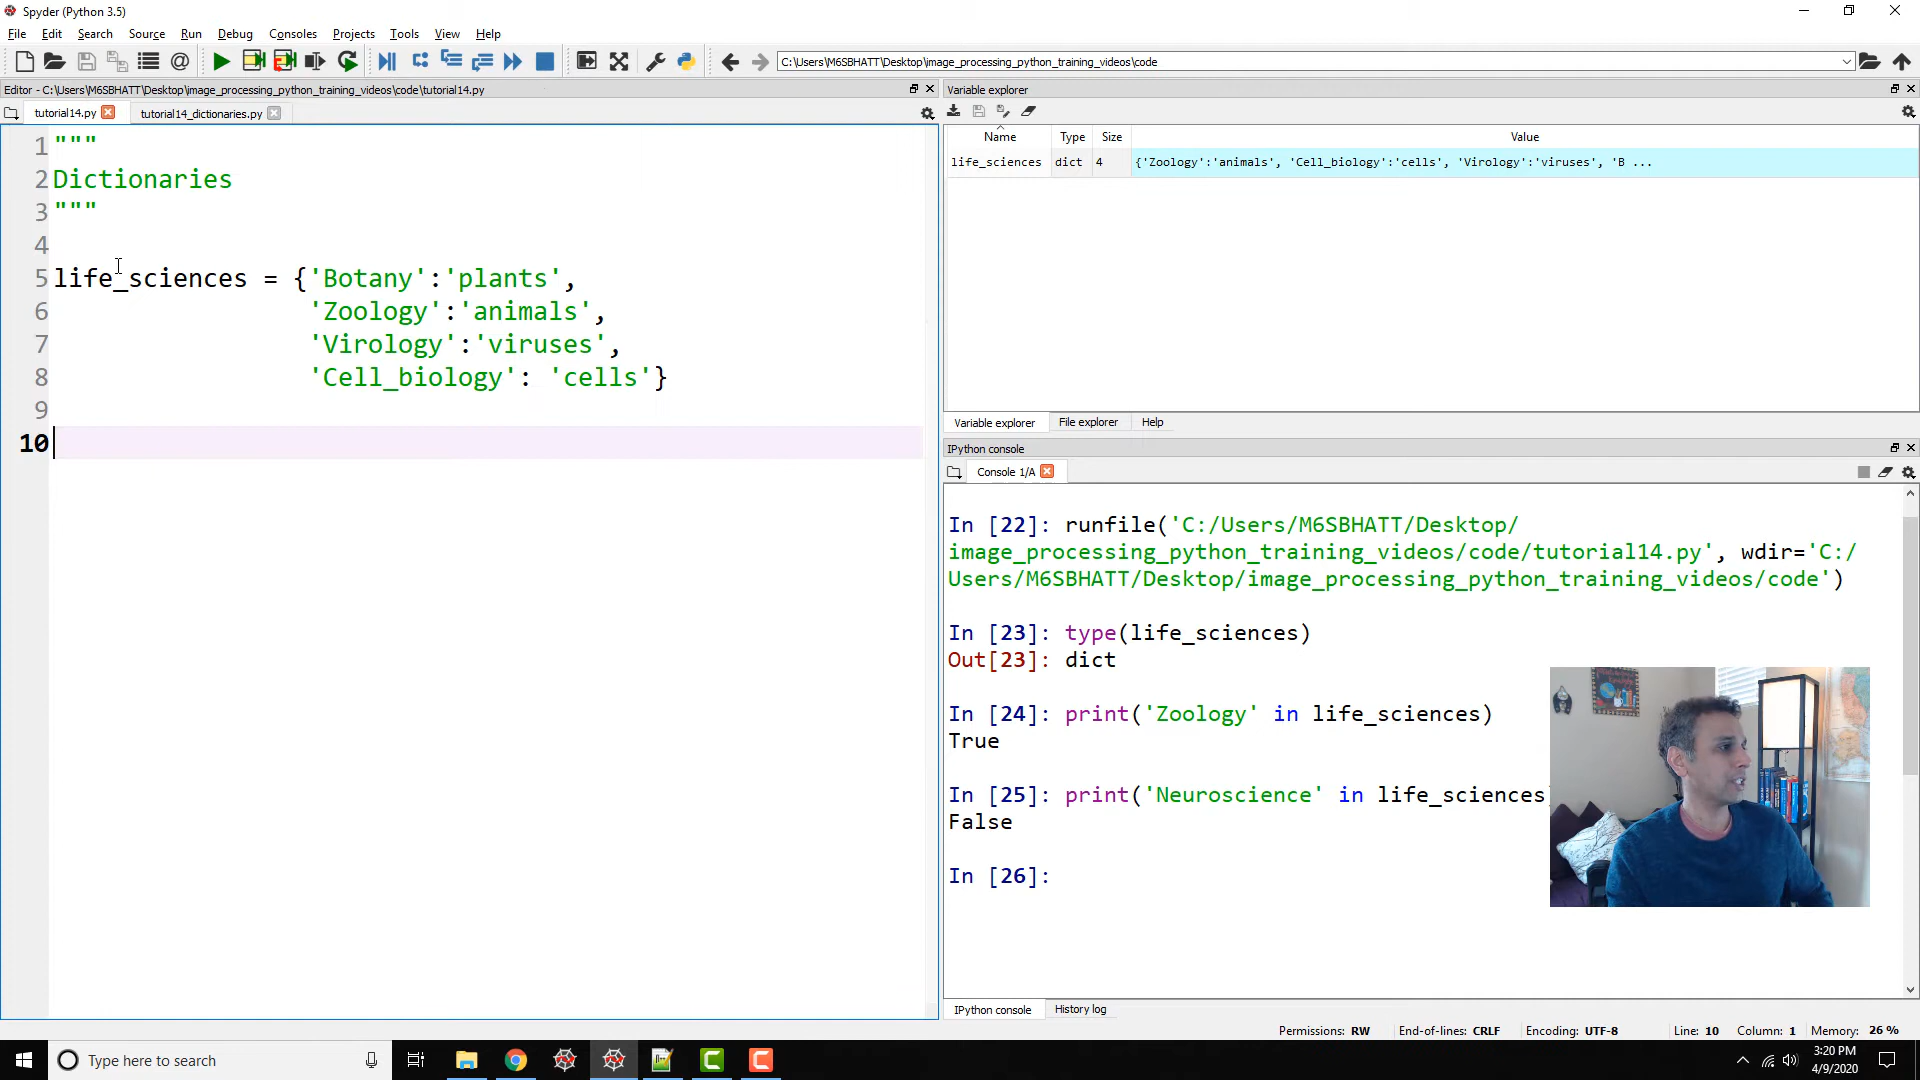 Spyder (Python 3.5)
File Edit Search Source Run Debug Consoles Projects Tools View Help
C:\Users\M6SBHATT\Desktop\image_processing_python_training_videos\code
Editor - C:\Users\M6SBHATT\Desktop\image_processing_python_training_videos\code\tutorial14.py
tutorial14.py
tutorial14_dictionaries.py
1 """
2 Dictionaries
3 """
4
5 life_sciences = {'Botany':'plants',
6 'Zoology':'animals',
7 'Virology':'viruses',
8 'Cell_biology': 'cells'}
9
10
Variable explorer
Name Type Size Value
life_sciences dict 4 {'Zoology':'animals', 'Cell_biology':'cells', 'Virology':'viruses', 'B ...
Variable explorer File explorer Help
IPython console
Console 1/A
In [22]: runfile('C:/Users/M6SBHATT/Desktop/
image_processing_python_training_videos/code/tutorial14.py', wdir='C:/
Users/M6SBHATT/Desktop/image_processing_python_training_videos/code')
In [23]: type(life_sciences)
Out[23]: dict
In [24]: print('Zoology' in life_sciences)
True
In [25]: print('Neuroscience' in life_sciences)
False
In [26]:
IPython console History log
Permissions: RW End-of-lines: CRLF Encoding: UTF-8 Line: 10 Column: 1 Memory: 26 %
Type here to search
3:20 PM
4/9/2020